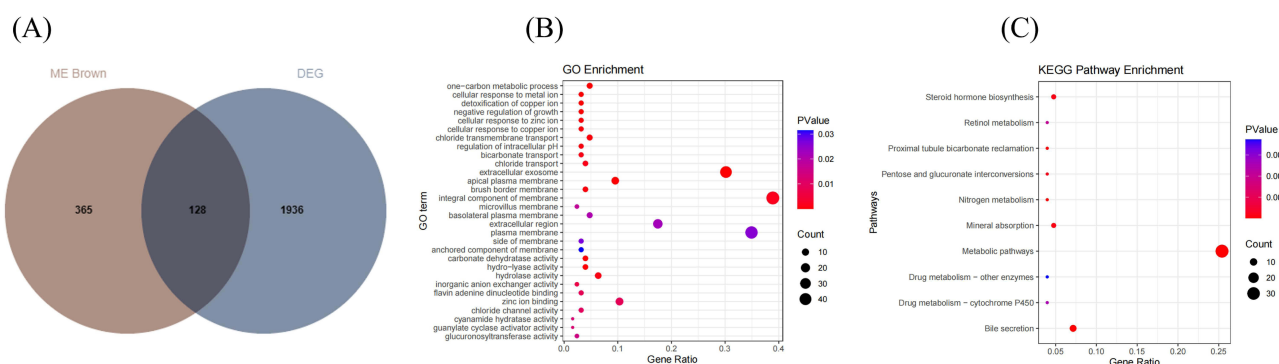 (A)
ME Brown
DEG
365
128
1936
(B)
GO Enrichment
GO term
one−carbon metabolic process
cellular response to metal ion
detoxification of copper ion
negative regulation of growth
cellular response to zinc ion
cellular response to copper ion
chloride transmembrane transport
regulation of intracellular pH
bicarbonate transport
chloride transport
extracellular exosome
apical plasma membrane
brush border membrane
integral component of membrane
microvillus membrane
basolateral plasma membrane
extracellular region
plasma membrane
side of membrane
anchored component of membrane
carbonate dehydratase activity
hydro−lyase activity
hydrolase activity
inorganic anion exchanger activity
flavin adenine dinucleotide binding
zinc ion binding
chloride channel activity
cyanamide hydratase activity
guanylate cyclase activator activity
glucuronosyltransferase activity
0.0
0.1
0.2
0.3
0.4
Gene Ratio
PValue
0.03
0.02
0.01
Count
10
20
30
40
(C)
KEGG Pathway Enrichment
Pathways
Steroid hormone biosynthesis
Retinol metabolism
Proximal tubule bicarbonate reclamation
Pentose and glucuronate interconversions
Nitrogen metabolism
Mineral absorption
Metabolic pathways
Drug metabolism − other enzymes
Drug metabolism − cytochrome P450
Bile secretion
0.05
0.10
0.15
0.20
0.25
Gene Ratio
PValue
0.00
0.00
0.00
Count
10
20
30